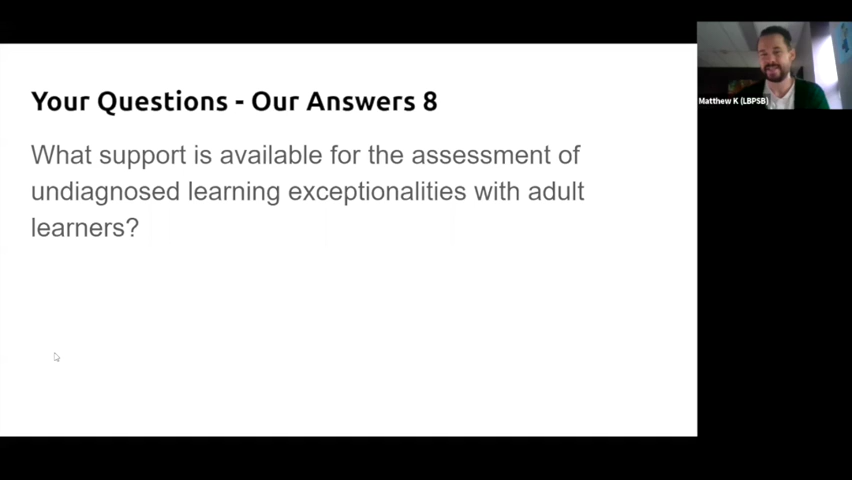 Your Questions - Our Answers 8
What support is available for the assessment of
undiagnosed learning exceptionalities with adult
learners?
Matthew K (LBPSB)